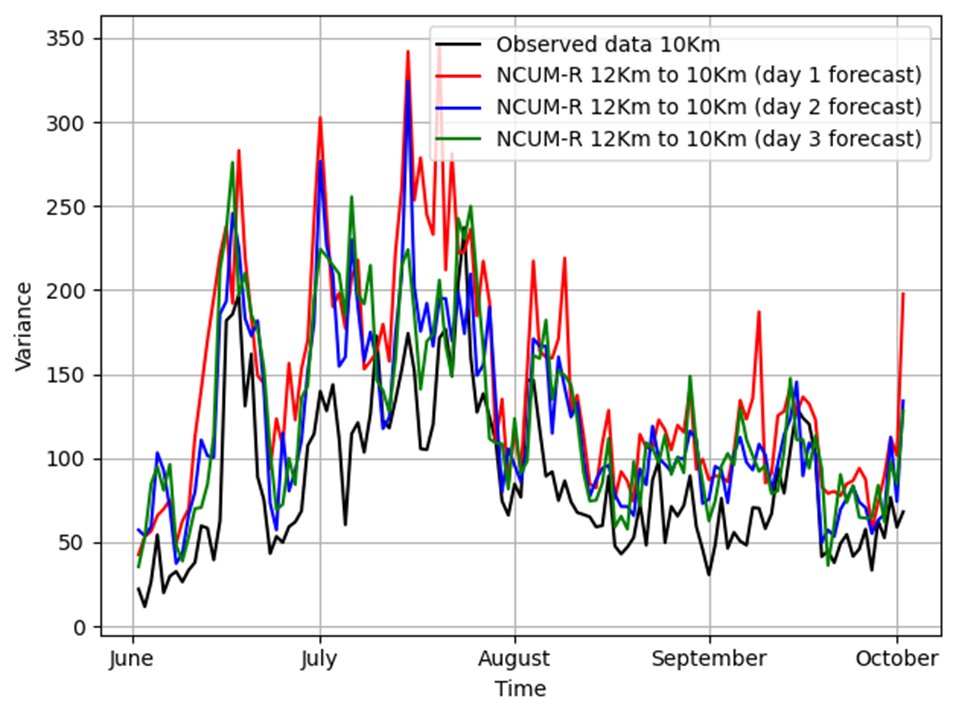 350
300
250
200
150
100
50
0
Variance
Observed data 10Km
NCUM-R 12Km to 10Km (day 1 forecast)
NCUM-R 12Km to 10Km (day 2 forecast)
NCUM-R 12Km to 10Km (day 3 forecast)
June July August September October
Time